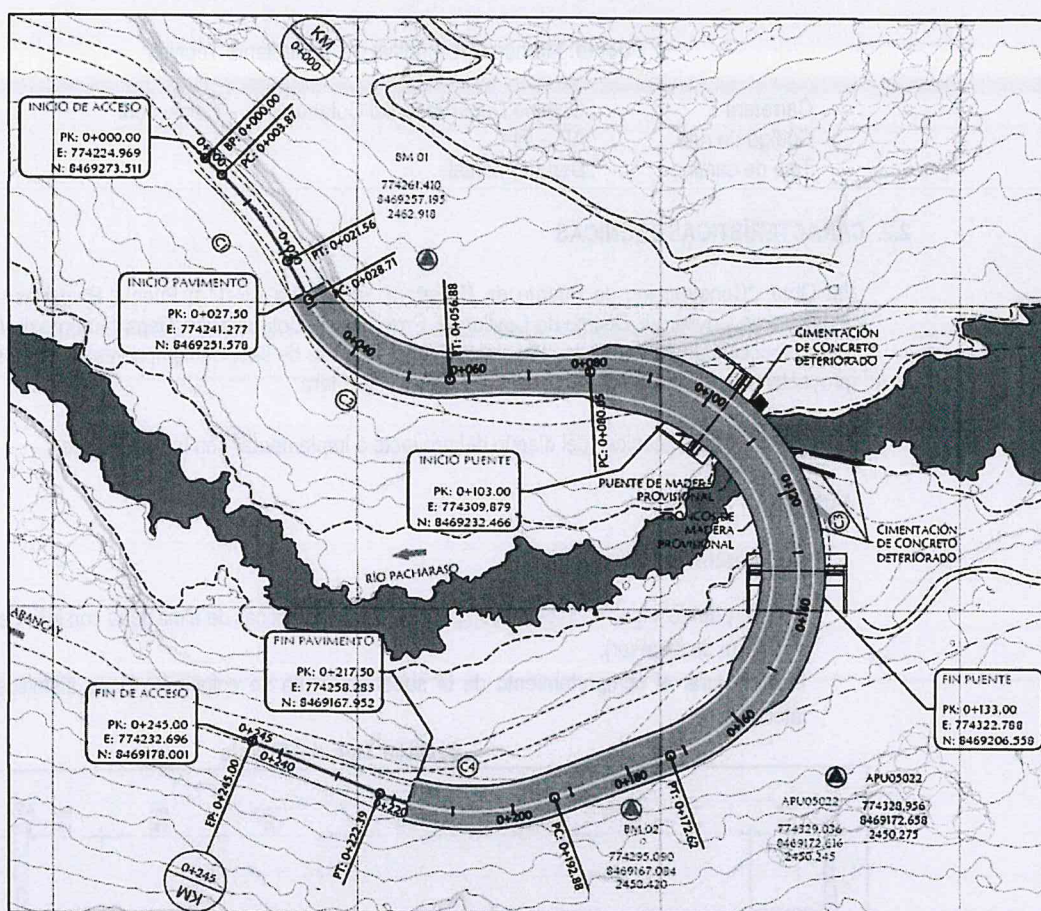 KM
0+000
INICIO DE ACCESO
PK: 0+000.00
E: 774224.969
N: 8469273.511
BP: 0+000.00
PC: 0+003.87
BM 01
774261.410
8469257.195
2462.918
PT: 0+021.56
PC: 0+028.71
INICIO PAVIMENTO
PK: 0+027.50
E: 774241.277
N: 8469251.578
0+040
PT: 0+056.88
0+060
0+080
0+100
CIMENTACIÓN
DE CONCRETO
DETERIORADO
C2
PC: 0+080.05
INICIO PUENTE
PK: 0+103.00
E: 774309.879
N: 8469232.466
PUENTE DE MADERA
PROVISIONAL
TRONCOS DE
MADERA
PROVISIONAL
0+120
CIMENTACIÓN
DE CONCRETO
DETERIORADO
RÍO PACHARASO
ABANCAY
FIN PAVIMENTO
PK: 0+217.50
E: 774258.283
N: 8469167.952
FIN DE ACCESO
PK: 0+245.00
E: 774232.696
N: 8469178.001
FIN PUENTE
PK: 0+133.00
E: 774322.788
N: 8469206.558
0+160
0+245
0+240
C4
0+180
0+220
0+200
EP: 0+245.00
PT: 0+222.39
PC: 0+192.88
PT: 0+172.62
BM.02
774295.090
8469167.084
2450.420
APU05022
774329.036
8469172.616
2450.245
APU05022
774328.956
8469172.658
2450.275
0+245
KM